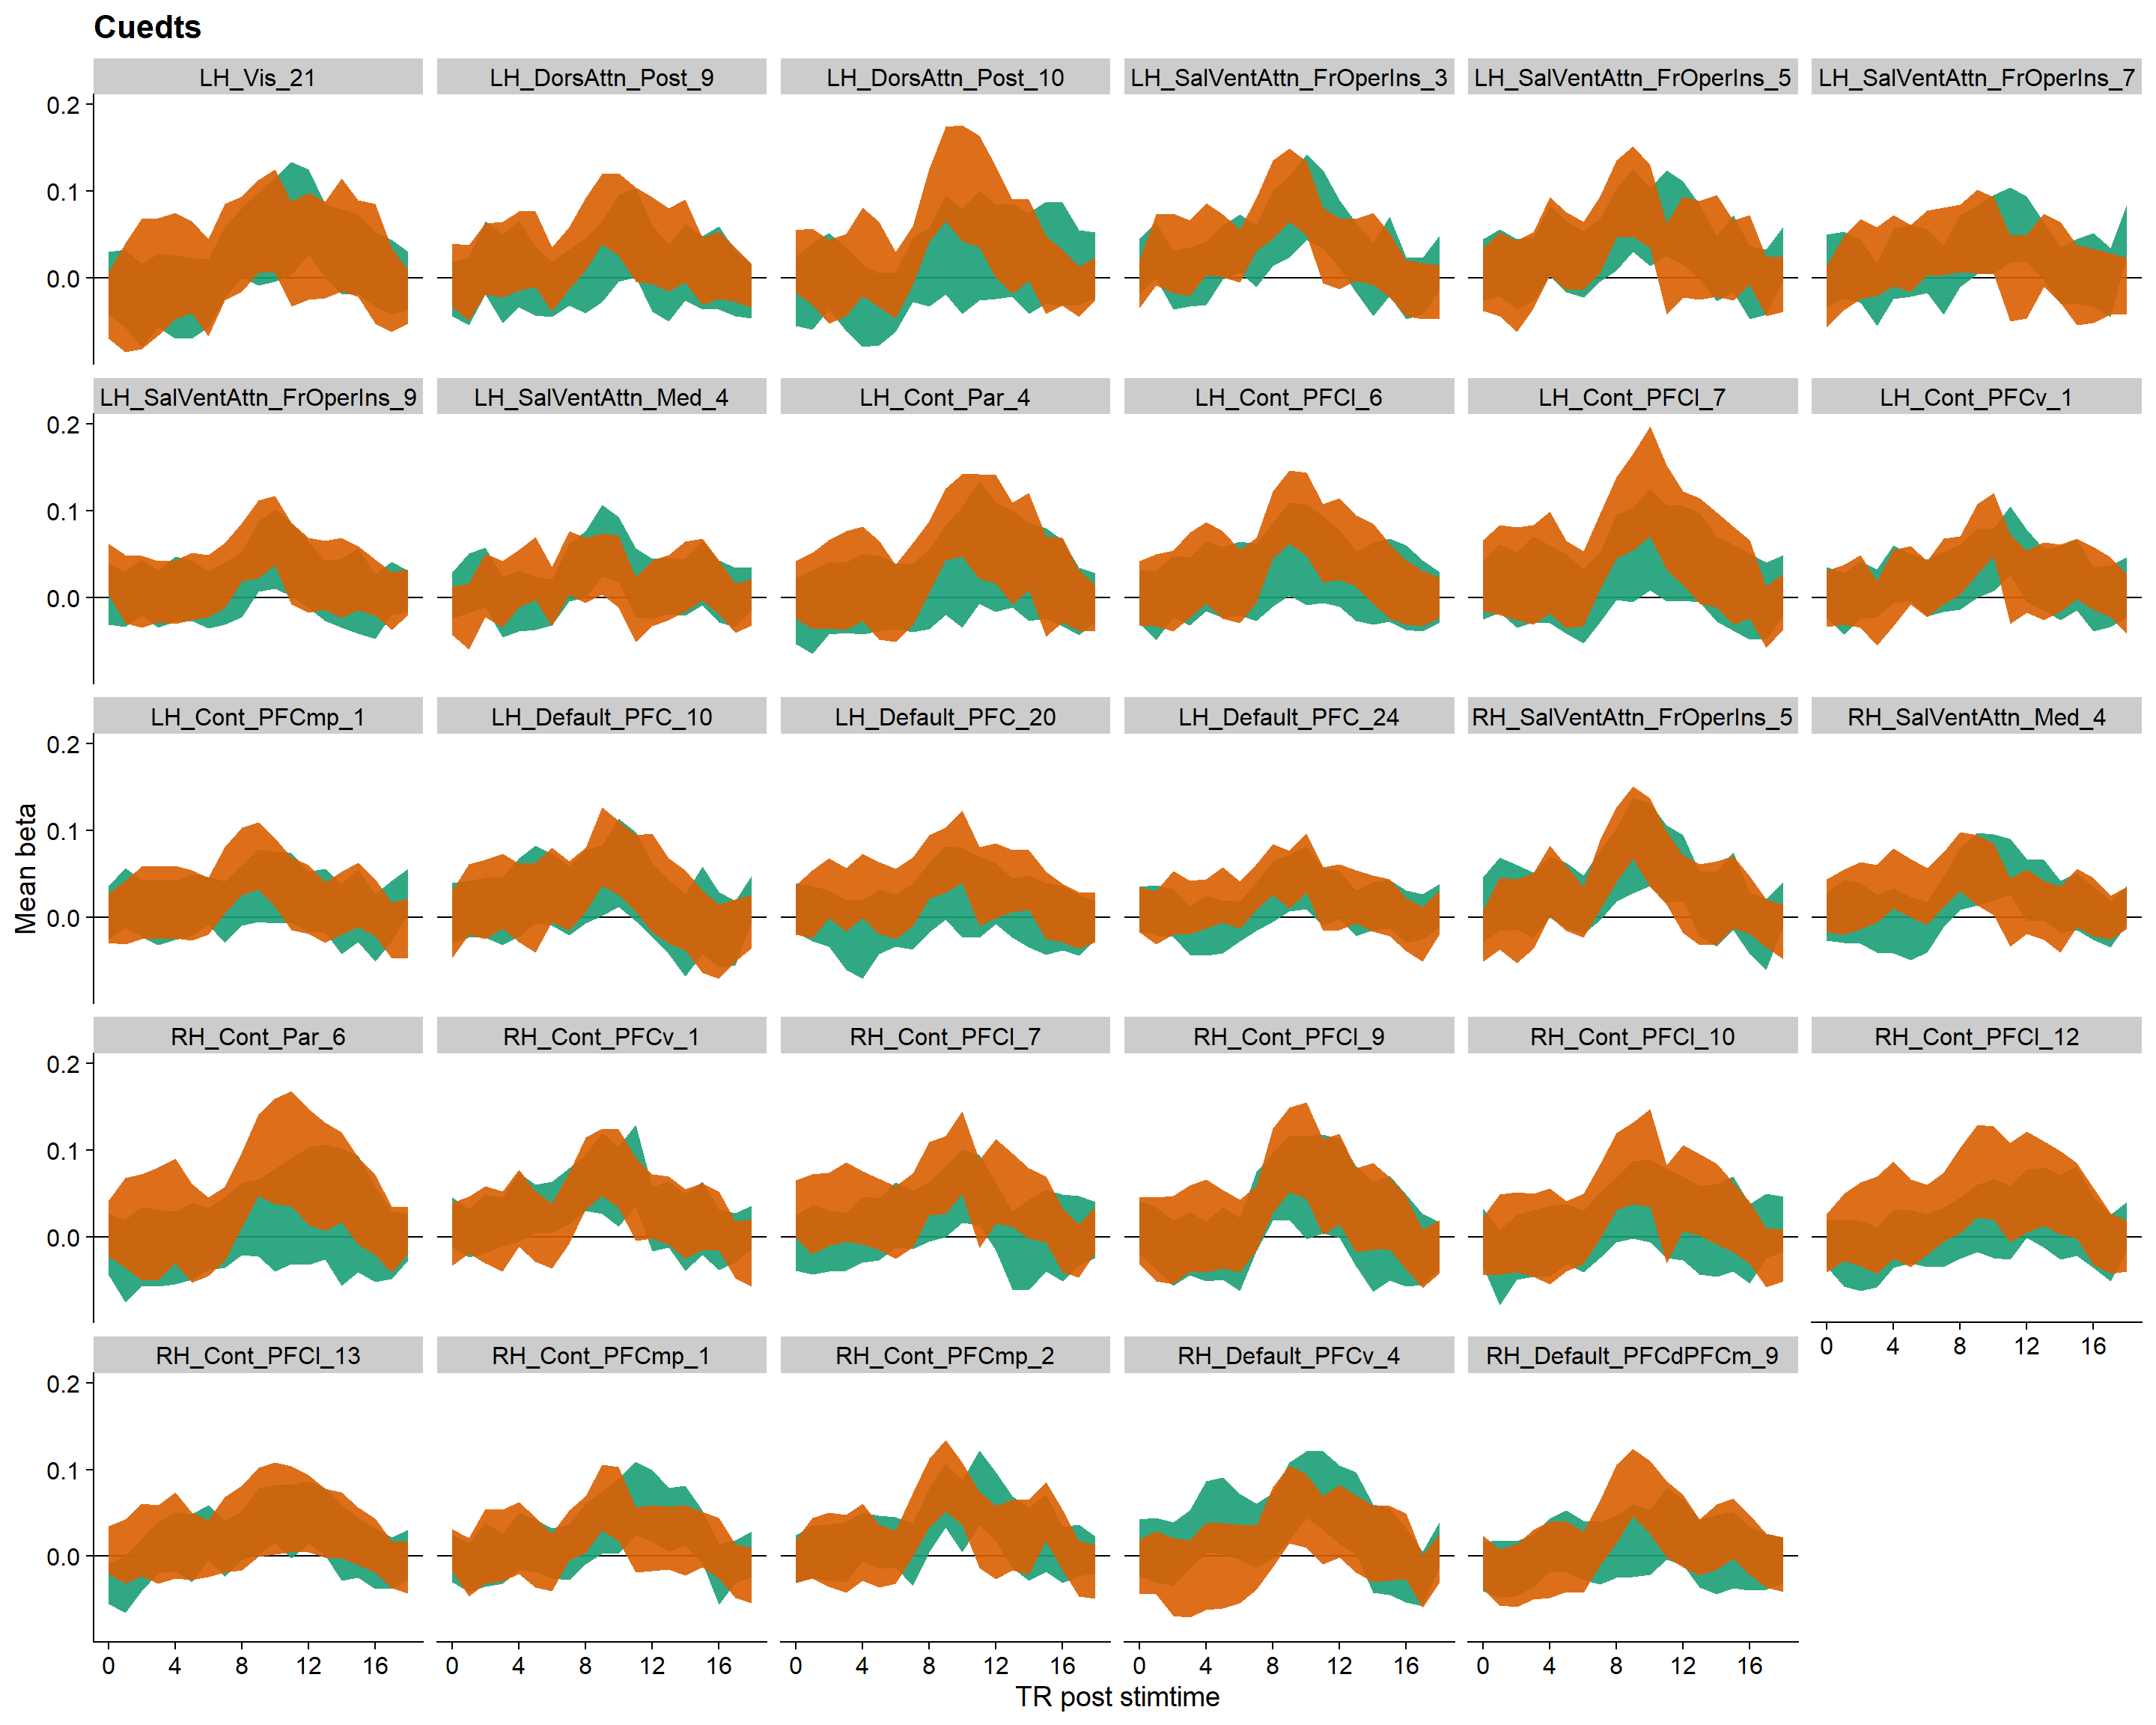 Cuedts
LH_Vis_21 LH_DorsAttn_Post_9 LH_DorsAttn_Post_10 LH_SalVentAttn_FrOperIns_3 LH_SalVentAttn_FrOperIns_5 LH_SalVentAttn_FrOperIns_7
0.2
0.1
0.0
LH_SalVentAttn_FrOperIns_9 LH_SalVentAttn_Med_4 LH_Cont_Par_4 LH_Cont_PFCl_6 LH_Cont_PFCl_7 LH_Cont_PFCv_1
0.2
0.1
0.0
LH_Cont_PFCmp_1 LH_Default_PFC_10 LH_Default_PFC_20 LH_Default_PFC_24 RH_SalVentAttn_FrOperIns_5 RH_SalVentAttn_Med_4
0.2
0.1
0.0
Mean beta
RH_Cont_Par_6 RH_Cont_PFCv_1 RH_Cont_PFCl_7 RH_Cont_PFCl_9 RH_Cont_PFCl_10 RH_Cont_PFCl_12
0.2
0.1
0.0
0 4 8 12 16
RH_Cont_PFCl_13 RH_Cont_PFCmp_1 RH_Cont_PFCmp_2 RH_Default_PFCv_4 RH_Default_PFCdPFCm_9
0.2
0.1
0.0
0 4 8 12 16 0 4 8 12 16 0 4 8 12 16 0 4 8 12 16 0 4 8 12 16
TR post stimtime